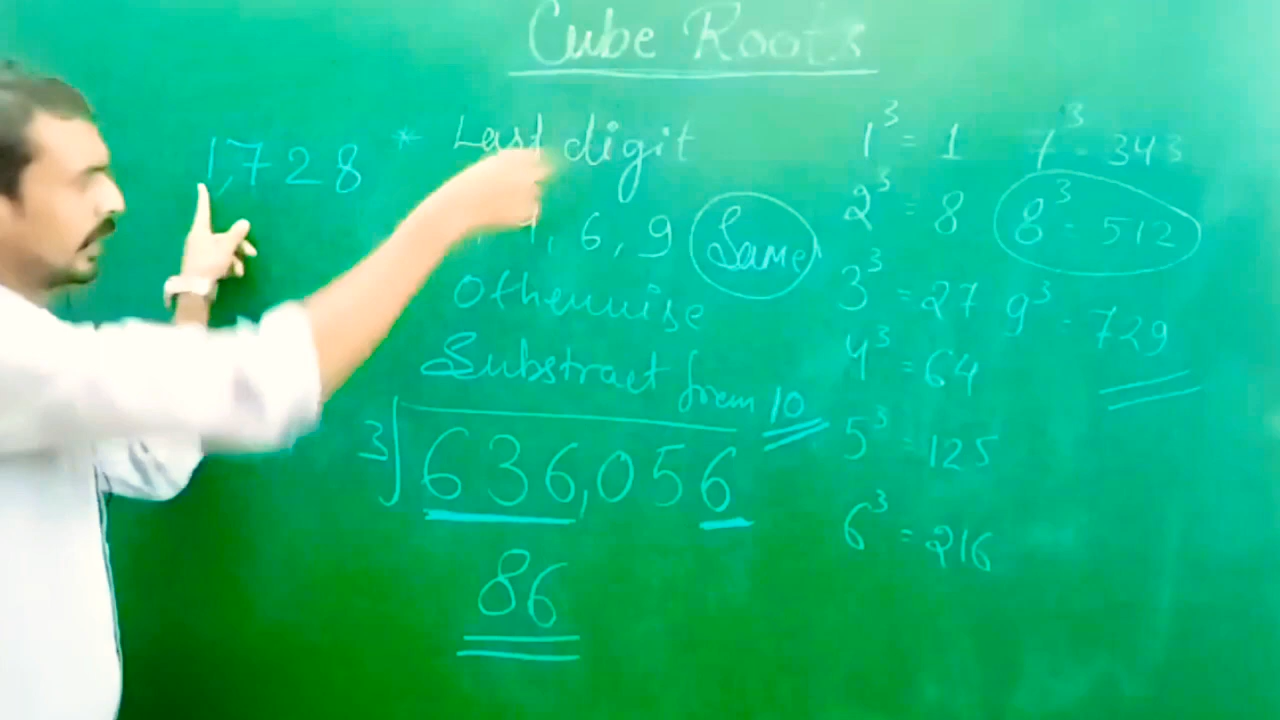 Cube Roots
1,728
* Last digit
4, 6, 9 Same
Otherwise
Substract from 10
3√636,056
86
1³ = 1
2³ = 8
3³ = 27
4³ = 64
5³ = 125
6³ = 216
7³ = 343
8³ = 512
9³ = 729